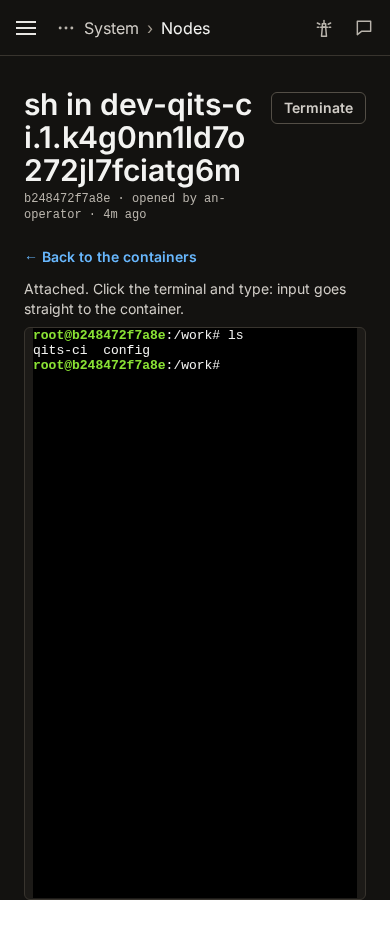 ··· System › Nodes
sh in dev-qits-c
i.1.k4g0nn1ld7o
272jl7fciatg6m
Terminate
b248472f7a8e · opened by an-
operator · 4m ago
← Back to the containers
Attached. Click the terminal and type: input goes
straight to the container.
root@b248472f7a8e:/work# ls
qits-ci  config
root@b248472f7a8e:/work#